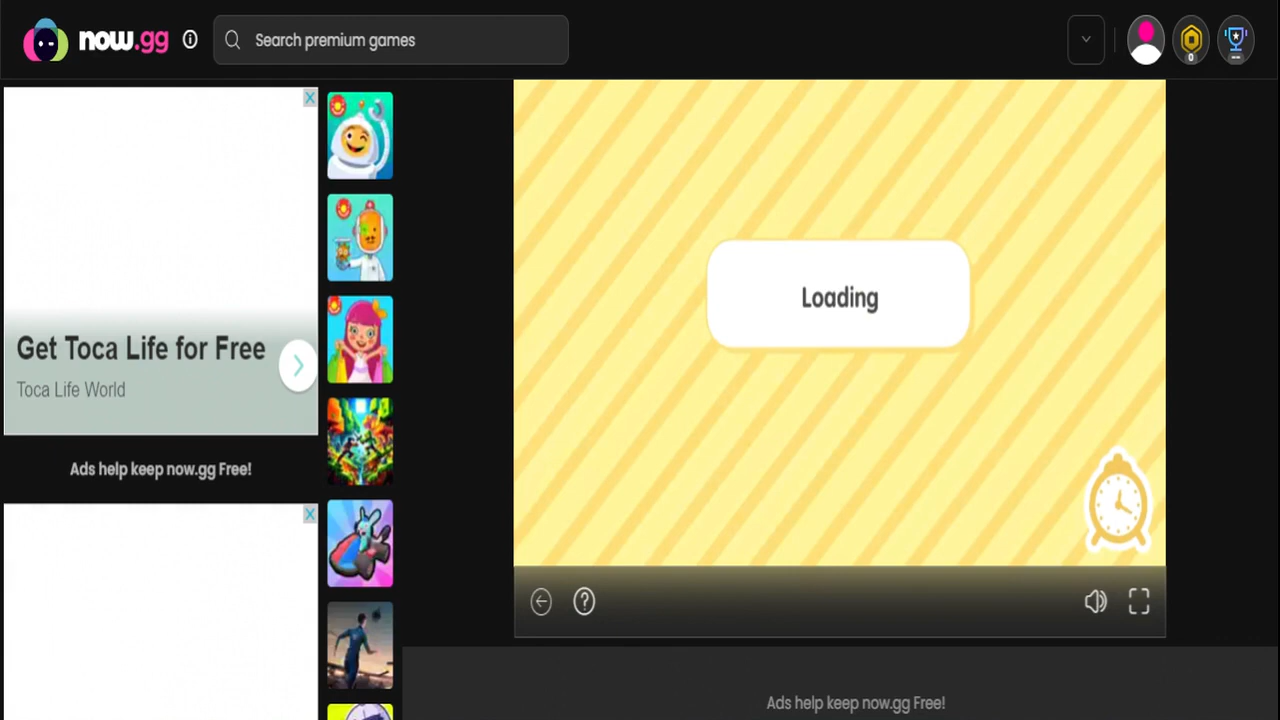 now.gg
Search premium games
0
--
Get Toca Life for Free
Toca Life World
Ads help keep now.gg Free!
Loading
Ads help keep now.gg Free!